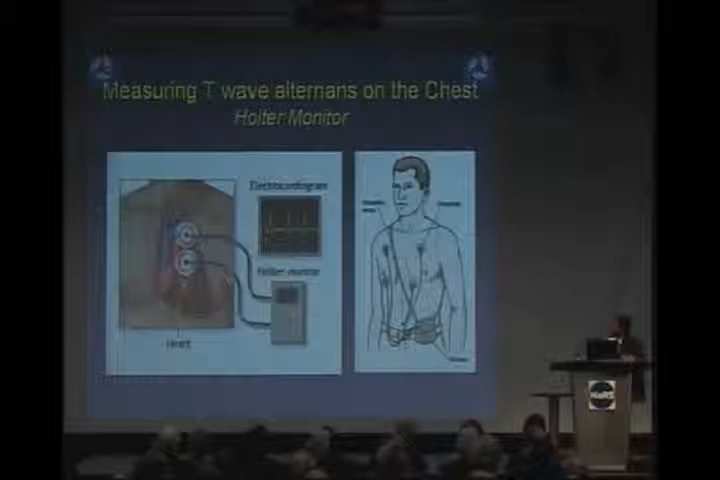 Measuring T wave alternans on the Chest
Holter Monitor
Electrocardiogram
Holter monitor
Heart